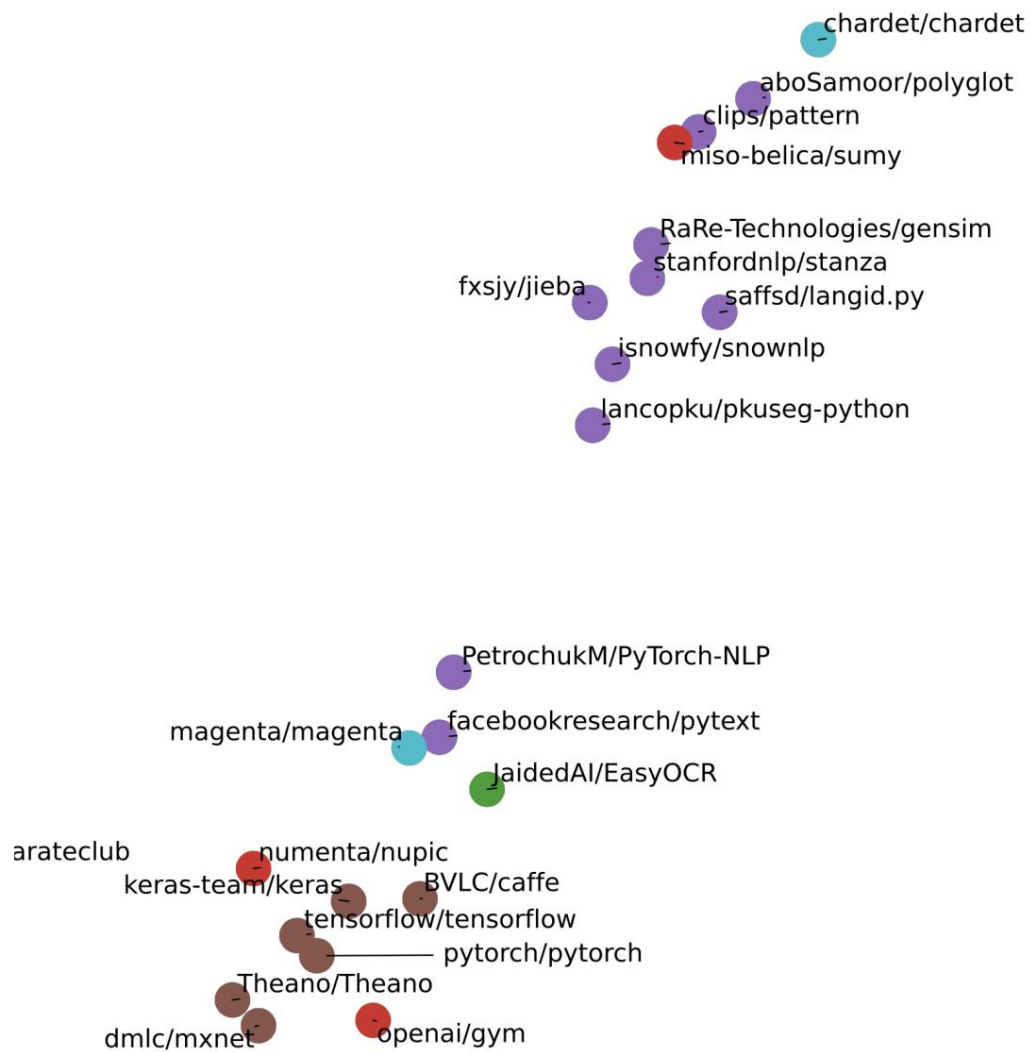 chardet/chardet
aboSamoor/polyglot
clips/pattern
miso-belica/sumy
RaRe-Technologies/gensim
stanfordnlp/stanza
fxsjy/jieba
saffsd/langid.py
isnowfy/snownlp
lancopku/pkuseg-python
PetrochukM/PyTorch-NLP
facebookresearch/pytext
magenta/magenta
JaidedAI/EasyOCR
arateclub
numenta/nupic
keras-team/keras
BVLC/caffe
tensorflow/tensorflow
pytorch/pytorch
Theano/Theano
dmlc/mxnet
openai/gym